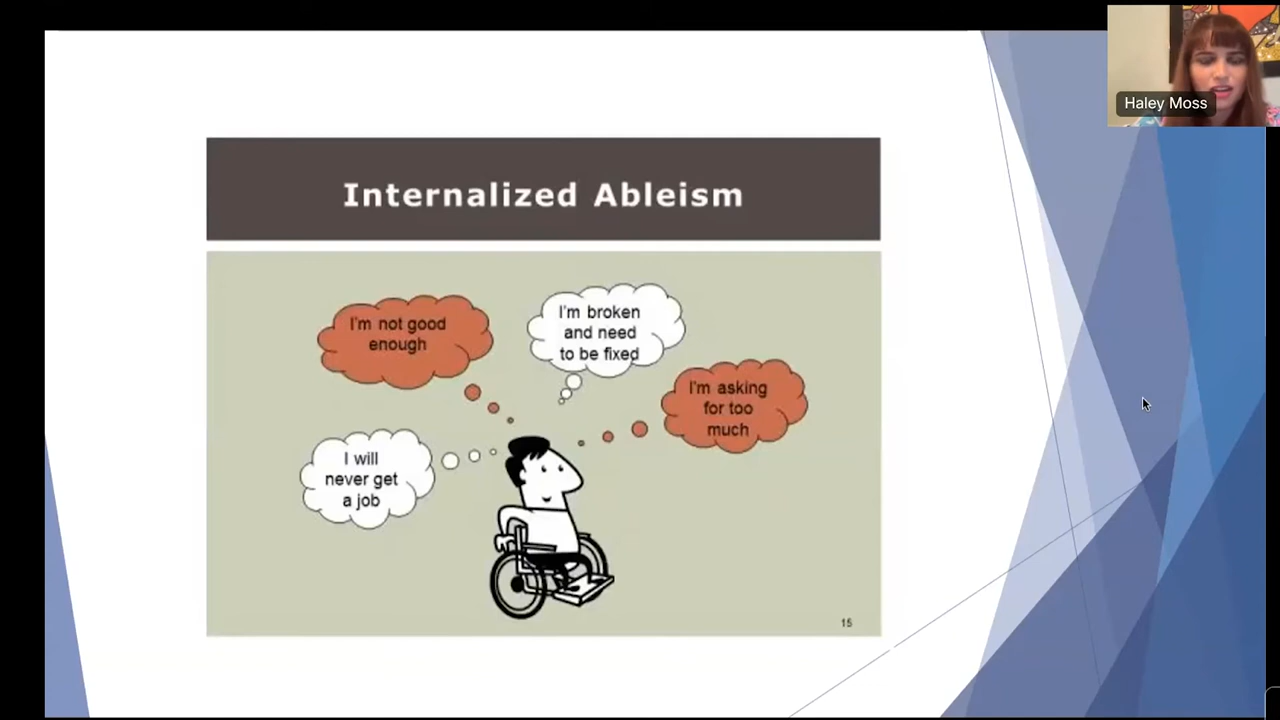 Haley Moss
Internalized Ableism
I'm not good
enough
I'm broken
and need
to be fixed
I'm asking
for too
much
I will
never get
a job
15